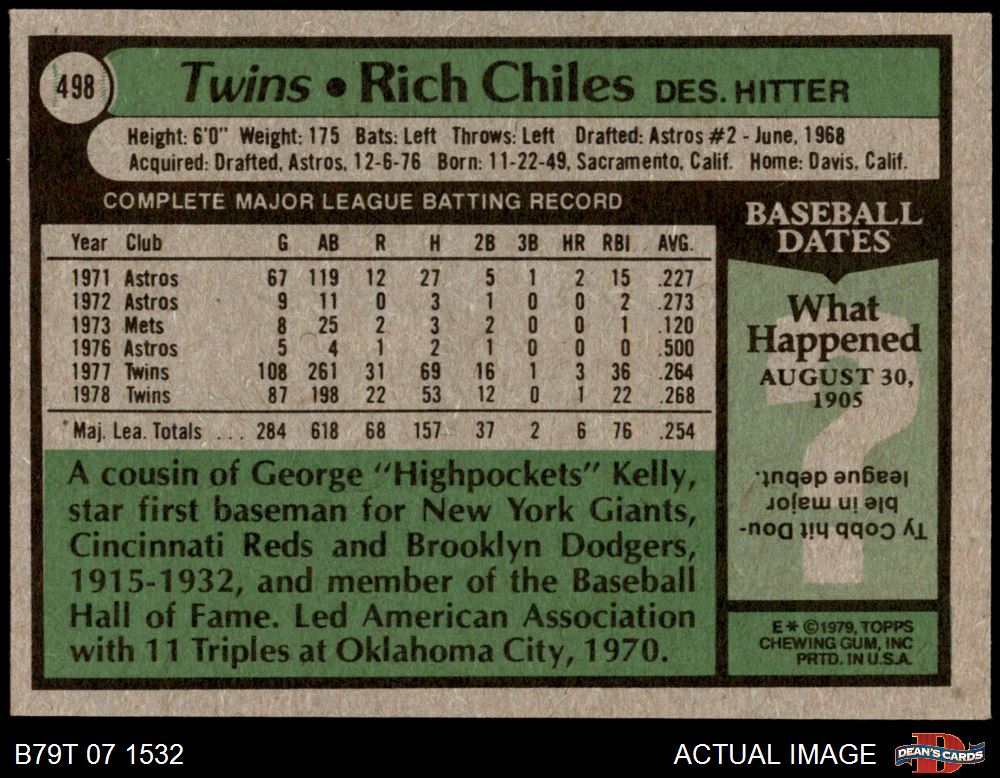 498
Twins • Rich Chiles DES. HITTER
Height: 6'0" Weight: 175 Bats: Left Throws: Left Drafted: Astros #2 - June, 1968
Acquired: Drafted, Astros, 12-6-76 Born: 11-22-49, Sacramento, Calif. Home: Davis, Calif.
COMPLETE MAJOR LEAGUE BATTING RECORD
Year Club G AB R H 2B 3B HR RBI AVG.
1971 Astros 67 119 12 27 5 1 2 15 .227
1972 Astros 9 11 0 3 1 0 0 2 .273
1973 Mets 8 25 2 3 2 0 0 1 .120
1976 Astros 5 4 1 2 1 0 0 0 .500
1977 Twins 108 261 31 69 16 1 3 36 .264
1978 Twins 87 198 22 53 12 0 1 22 .268
Maj. Lea. Totals ... 284 618 68 157 37 2 6 76 .254
A cousin of George "Highpockets" Kelly,
star first baseman for New York Giants,
Cincinnati Reds and Brooklyn Dodgers,
1915-1932, and member of the Baseball
Hall of Fame. Led American Association
with 11 Triples at Oklahoma City, 1970.
BASEBALL
DATES
What
Happened
AUGUST 30,
1905
?
Ty Cobb hit Dou-
ble in major
league debut.
E* ©1979, TOPPS
CHEWING GUM, INC
PRTD. IN U.S.A.
B79T 07 1532
ACTUAL IMAGE
DEAN'S CARDS